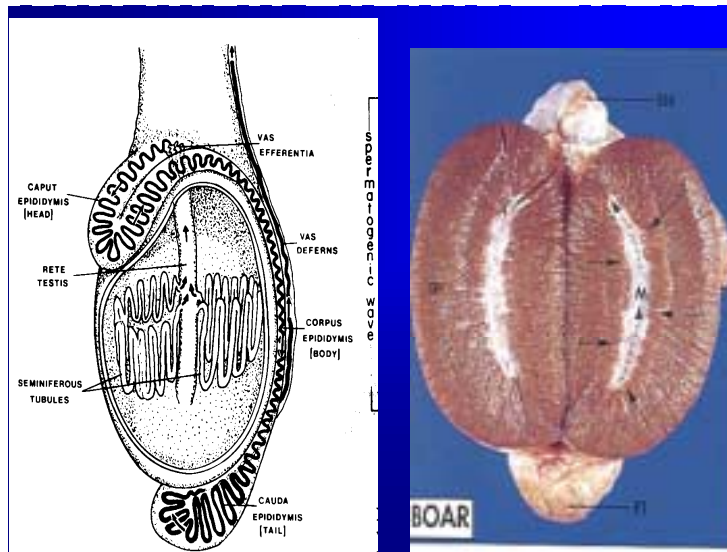 VAS
EFFERENTIA
CAPUT
EPIDIDYMIS
[HEAD]
VAS
DEFERNS
RETE
TESTIS
CORPUS
EPIDIDYMIS
[BODY]
SEMINIFEROUS
TUBULES
CAUDA
EPIDIDYMIS
[TAIL]
spermatogenic wave
M
BOAR